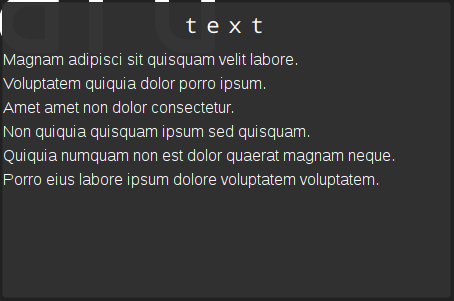 text
Magnam adipisci sit quisquam velit labore.
Voluptatem quiquia dolor porro ipsum.
Amet amet non dolor consectetur.
Non quiquia quisquam ipsum sed quisquam.
Quiquia numquam non est dolor quaerat magnam neque.
Porro eius labore ipsum dolore voluptatem voluptatem.